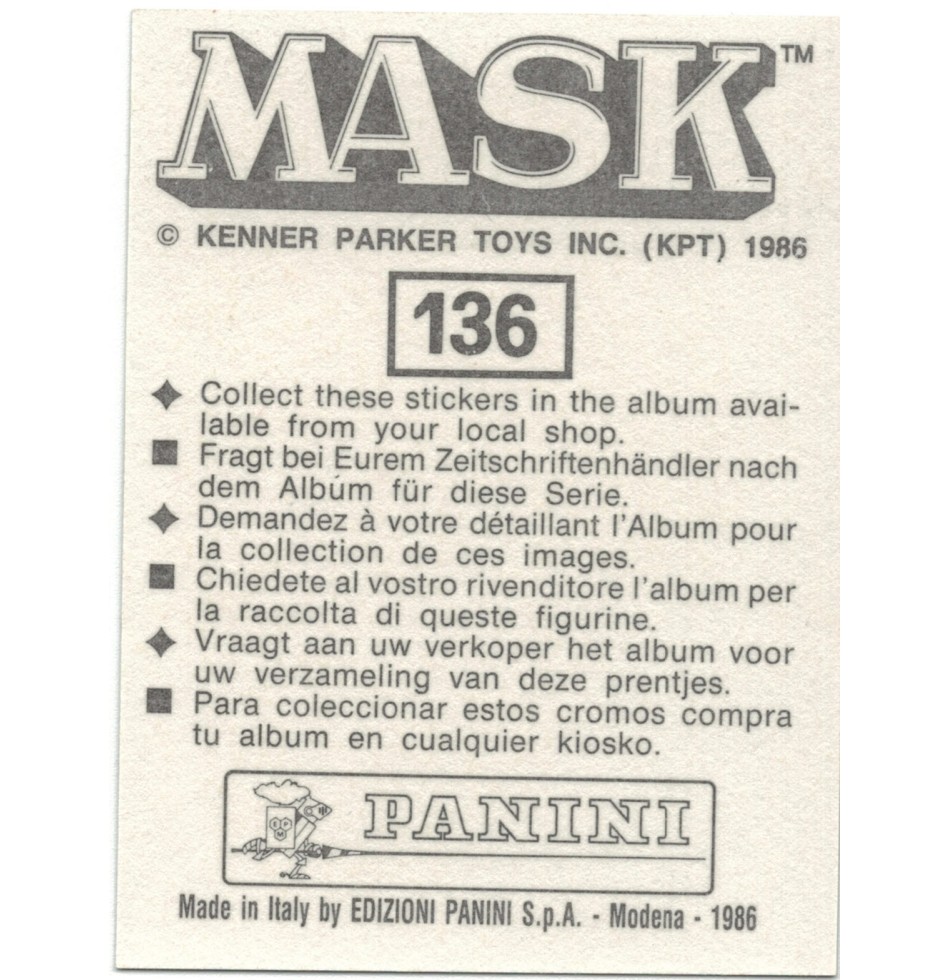 MASK™
© KENNER PARKER TOYS INC. (KPT) 1986
136
Collect these stickers in the album avai-
lable from your local shop.
Fragt bei Eurem Zeitschriftenhändler nach
dem Album für diese Serie.
Demandez à votre détaillant l'Album pour
la collection de ces images.
Chiedete al vostro rivenditore l'album per
la raccolta di queste figurine.
Vraagt aan uw verkoper het album voor
uw verzameling van deze prentjes.
Para coleccionar estos cromos compra
tu album en cualquier kiosko.
EPM
PANINI
Made in Italy by EDIZIONI PANINI S.p.A. - Modena - 1986